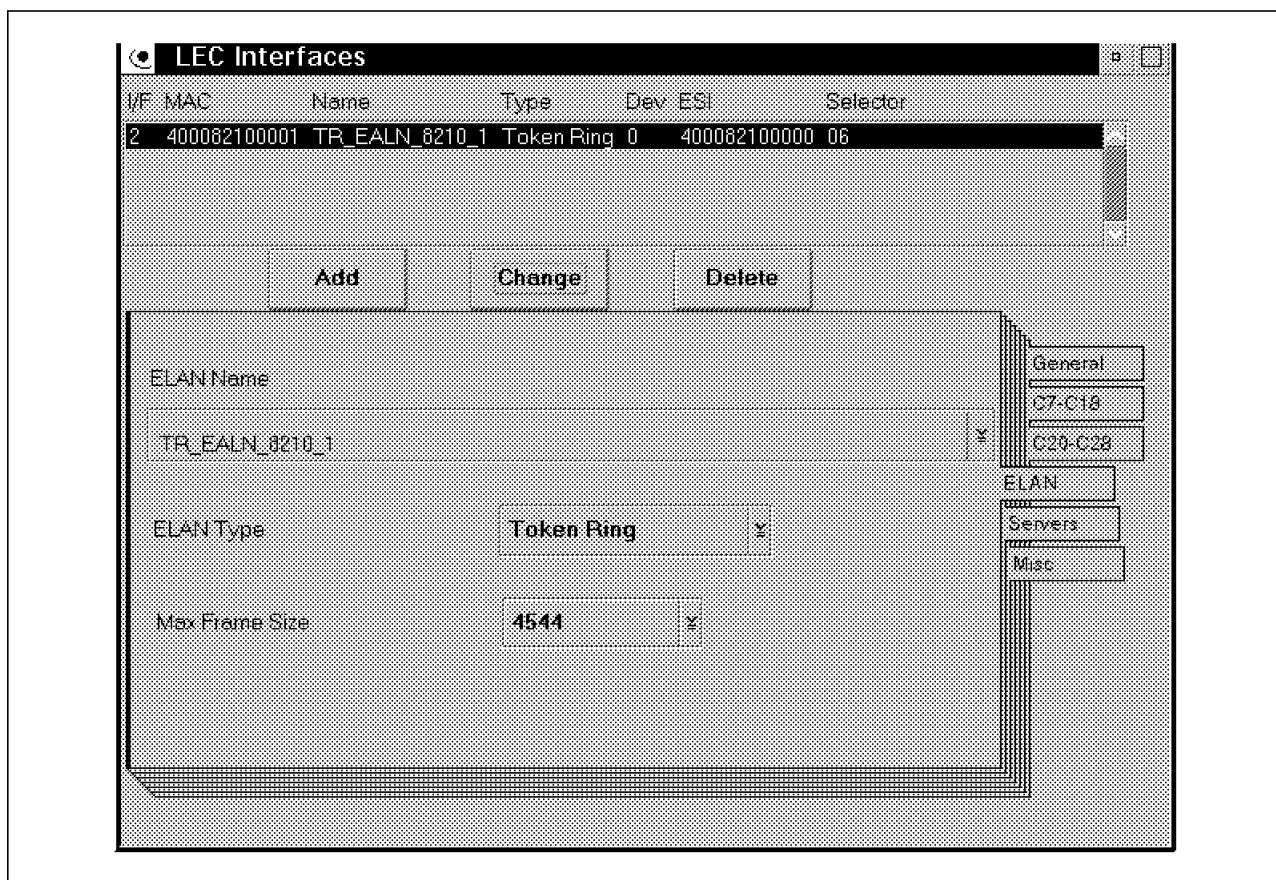 LEC Interfaces
I/F MAC Name Type Dev ESI Selector
2 400082100001 TR_EALN_8210_1 Token Ring 0 400082100000 06
Add Change Delete
ELAN Name
TR_EALN_8210_1
ELAN Type Token Ring
Max Frame Size 4544
General
C7-C18
C20-C28
ELAN
Servers
Misc